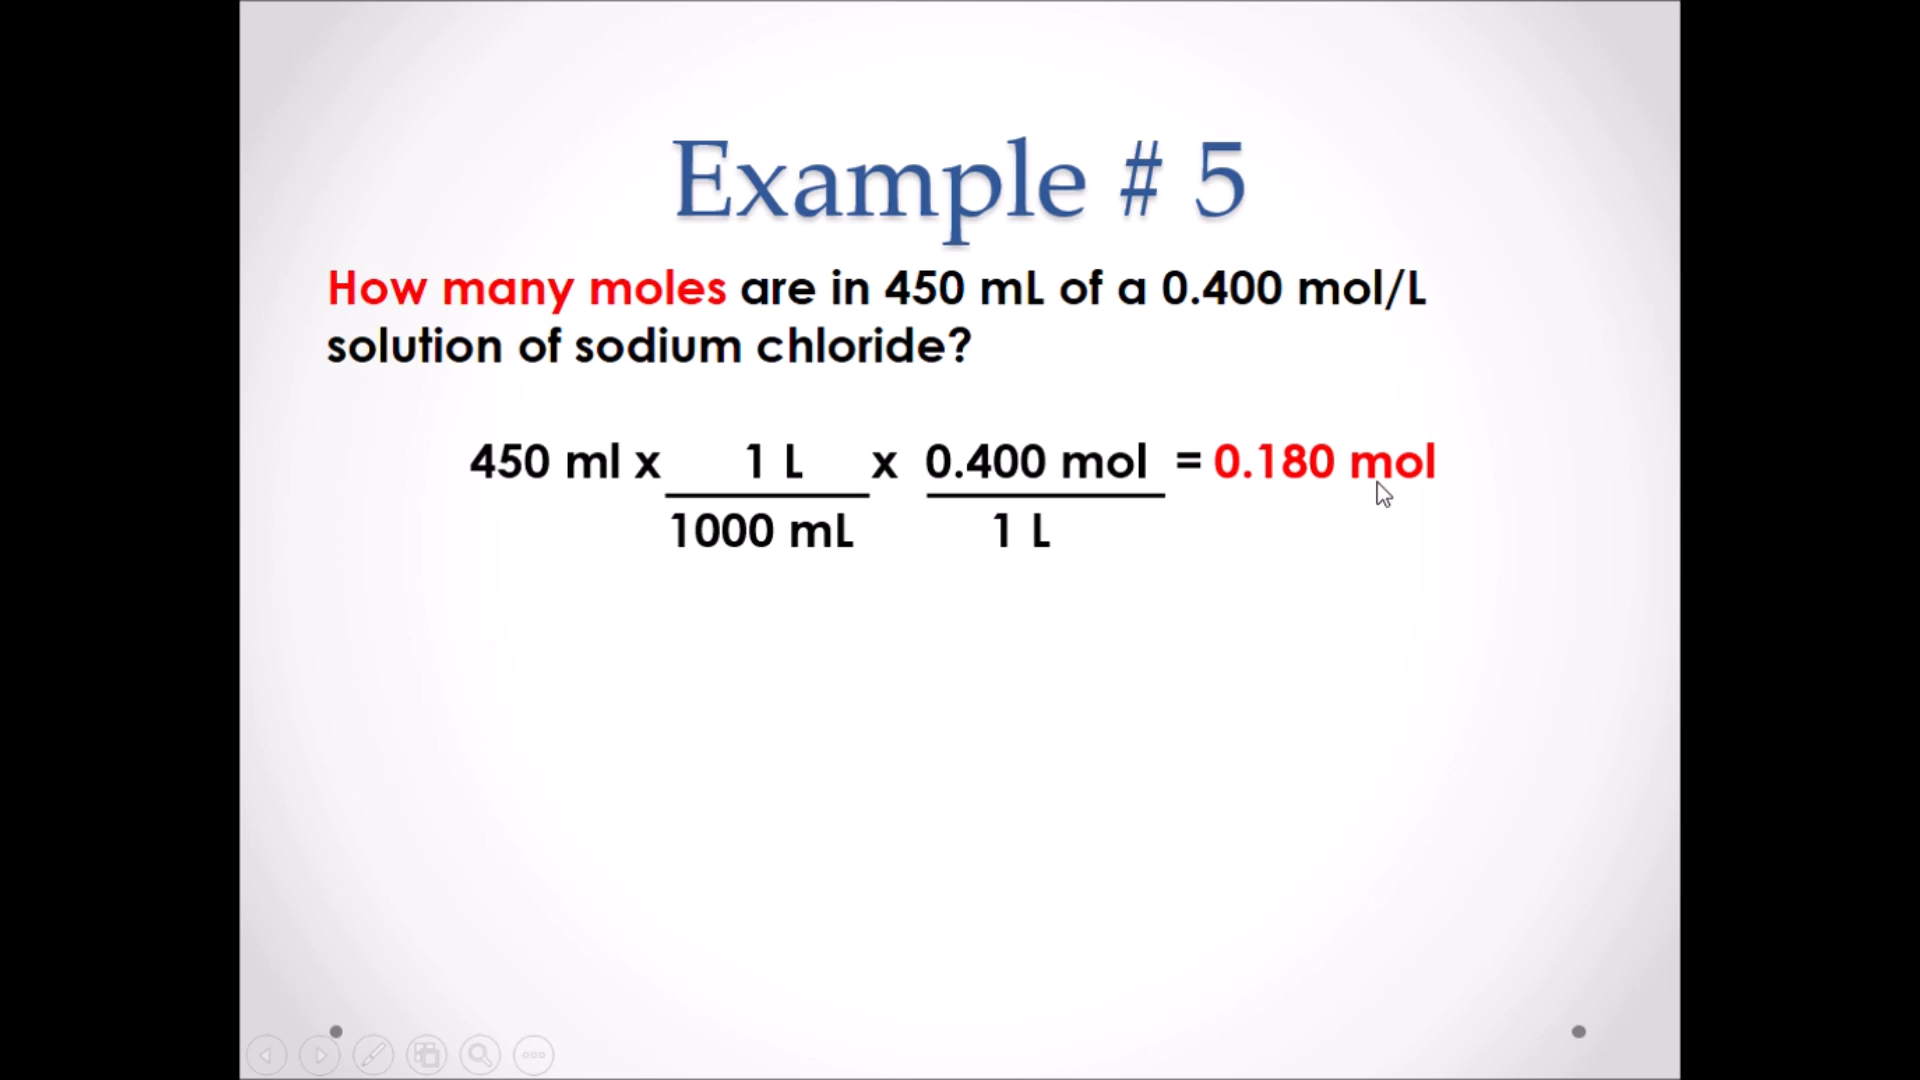 Example # 5
How many moles are in 450 mL of a 0.400 mol/L
solution of sodium chloride?
450 ml x 1 L x 0.400 mol = 0.180 mol
1000 mL 1 L